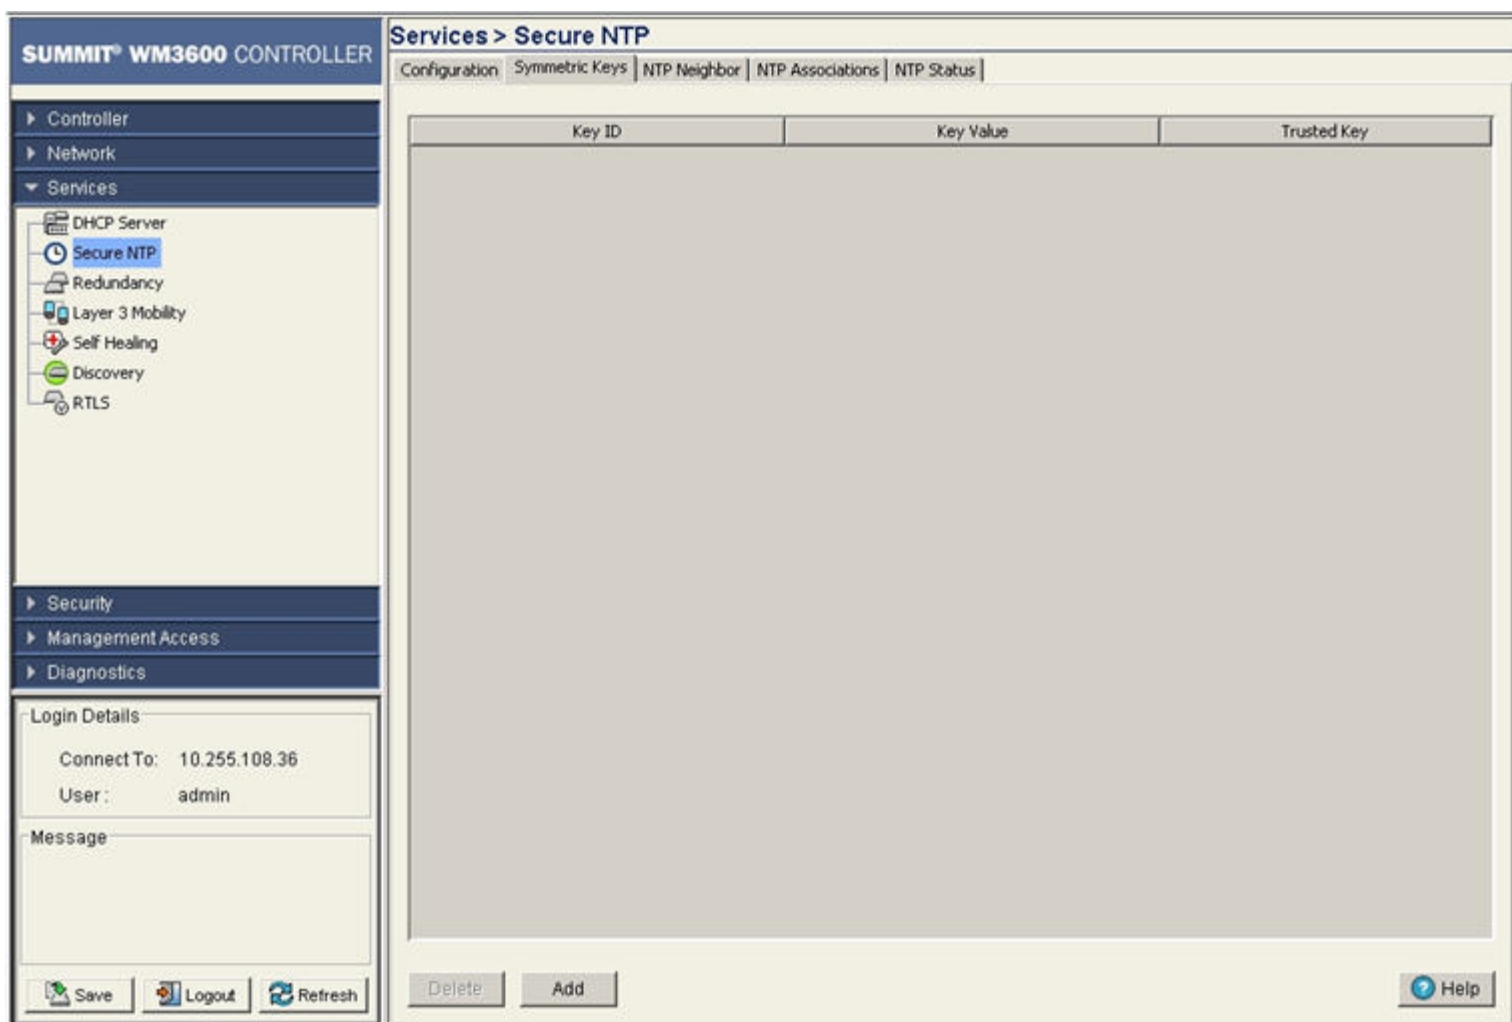 SUMMIT® WM3600 CONTROLLER
Services > Secure NTP
Configuration Symmetric Keys NTP Neighbor NTP Associations NTP Status
Controller
Network
Services
DHCP Server
Secure NTP
Redundancy
Layer 3 Mobility
Self Healing
Discovery
RTLS
Security
Management Access
Diagnostics
Login Details
Connect To: 10.255.108.36
User : admin
Message
Save Logout Refresh
Key ID Key Value Trusted Key
Delete Add Help